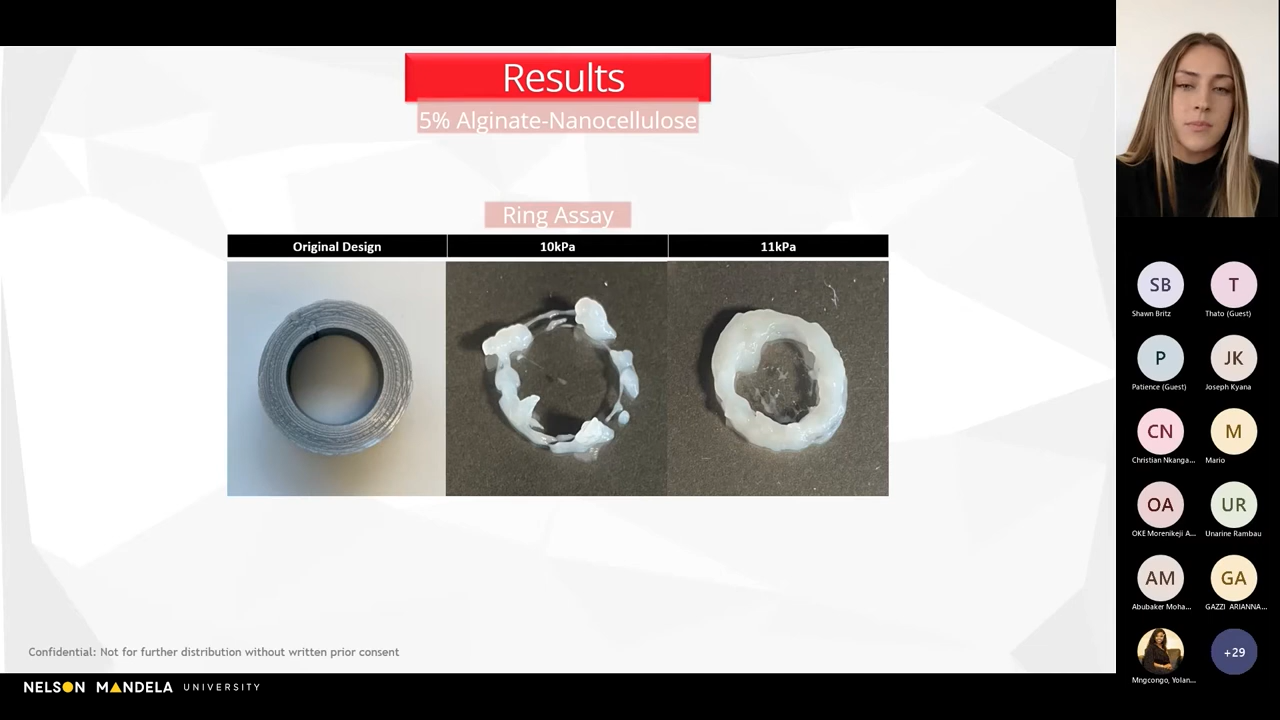 Results
5% Alginate-Nanocellulose
Ring Assay
Original Design 10kPa 11kPa
Confidential: Not for further distribution without written prior consent
NELSON MANDELA UNIVERSITY
SB T
Shawn Britz Thato (Guest)
P JK
Patience (Guest) Joseph Kyana
CN M
Christian Nkanga... Mario
OA UR
OKE Morenikeji A... Unarine Rambau
AM GA
Abubaker Moha... GAZZI ARIANNA...
+29
Mngcongo, Yolan...